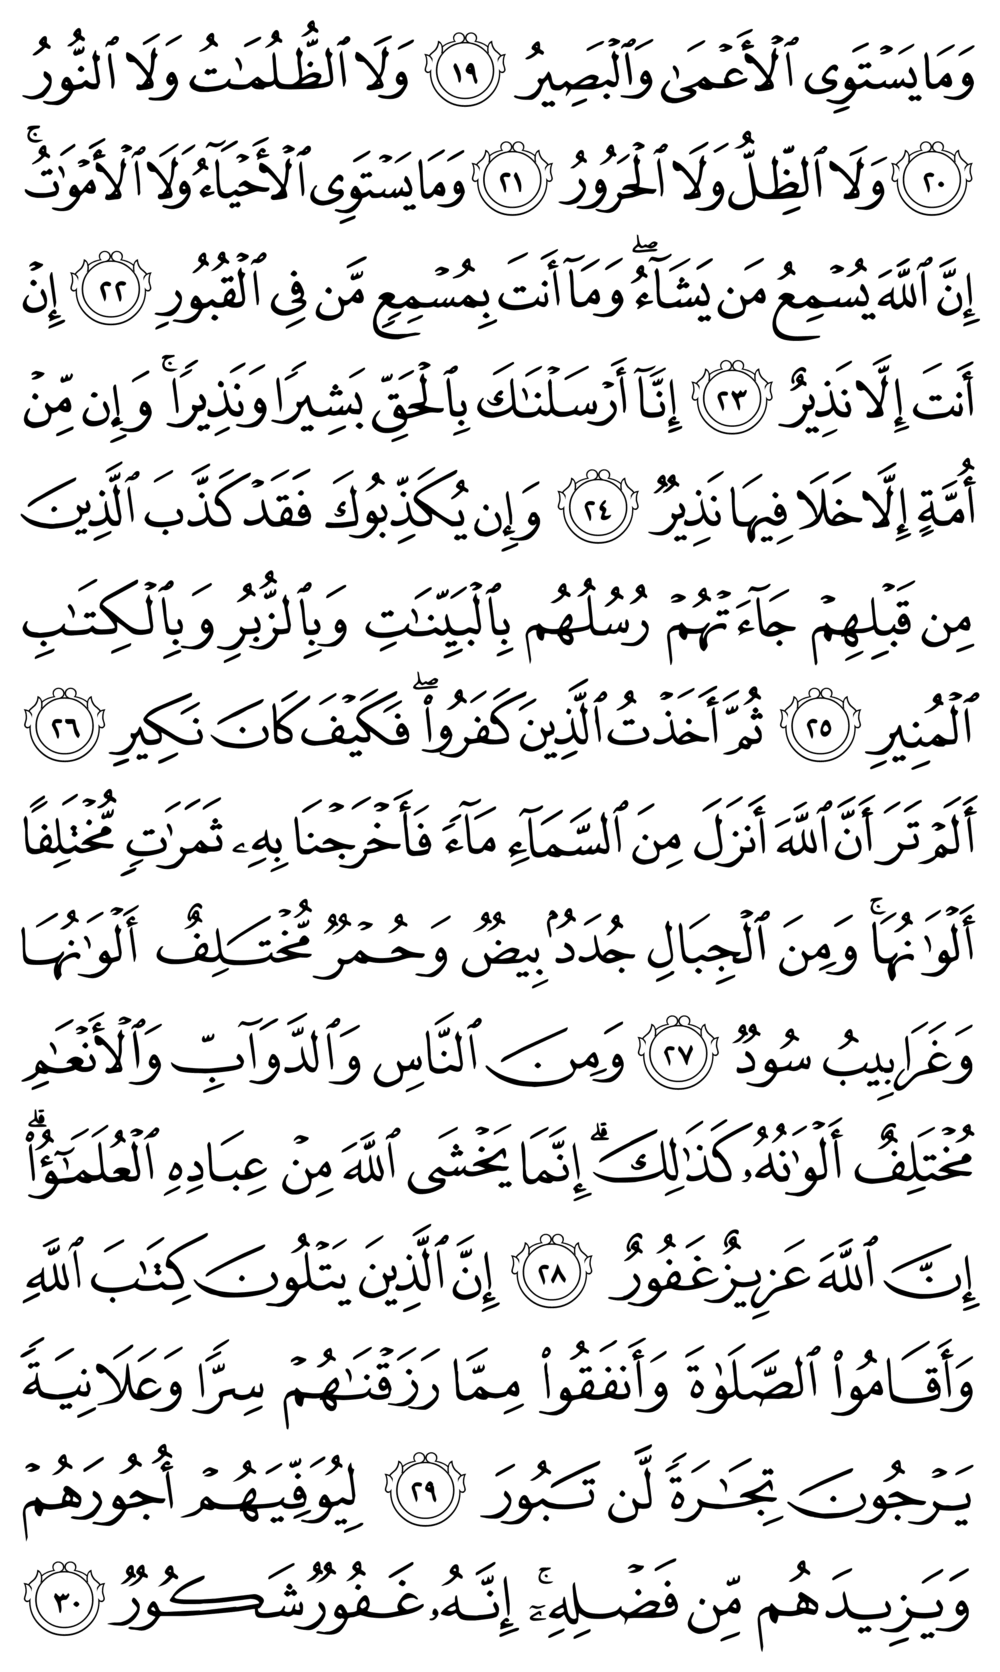 وَمَا يَسْتَوِى ٱلْأَعْمَىٰ وَٱلْبَصِيرُ ١٩ وَلَا ٱلظُّلُمَٰتُ وَلَا ٱلنُّورُ
٢٠ وَلَا ٱلظِّلُّ وَلَا ٱلْحَرُورُ ٢١ وَمَا يَسْتَوِى ٱلْأَحْيَآءُ وَلَا ٱلْأَمْوَٰتُ ۚ
إِنَّ ٱللَّهَ يُسْمِعُ مَن يَشَآءُ ۖ وَمَآ أَنتَ بِمُسْمِعٍ مَّن فِى ٱلْقُبُورِ ٢٢ إِنْ
أَنتَ إِلَّا نَذِيرٌ ٢٣ إِنَّآ أَرْسَلْنَٰكَ بِٱلْحَقِّ بَشِيرًا وَنَذِيرًا ۚ وَإِن مِّنْ
أُمَّةٍ إِلَّا خَلَا فِيهَا نَذِيرٌ ٢٤ وَإِن يُكَذِّبُوكَ فَقَدْ كَذَّبَ ٱلَّذِينَ
مِن قَبْلِهِمْ جَآءَتْهُمْ رُسُلُهُم بِٱلْبَيِّنَٰتِ وَبِٱلزُّبُرِ وَبِٱلْكِتَٰبِ
ٱلْمُنِيرِ ٢٥ ثُمَّ أَخَذْتُ ٱلَّذِينَ كَفَرُوا۟ ۖ فَكَيْفَ كَانَ نَكِيرِ ٢٦
أَلَمْ تَرَ أَنَّ ٱللَّهَ أَنزَلَ مِنَ ٱلسَّمَآءِ مَآءً فَأَخْرَجْنَا بِهِۦ ثَمَرَٰتٍ مُّخْتَلِفًا
أَلْوَٰنُهَا ۚ وَمِنَ ٱلْجِبَالِ جُدَدٌۢ بِيضٌ وَحُمْرٌ مُّخْتَلِفٌ أَلْوَٰنُهَا
وَغَرَابِيبُ سُودٌ ٢٧ وَمِنَ ٱلنَّاسِ وَٱلدَّوَآبِّ وَٱلْأَنْعَٰمِ
مُخْتَلِفٌ أَلْوَٰنُهُۥ كَذَٰلِكَ ۗ إِنَّمَا يَخْشَى ٱللَّهَ مِنْ عِبَادِهِ ٱلْعُلَمَٰٓؤُا۟ ۗ
إِنَّ ٱللَّهَ عَزِيزٌ غَفُورٌ ٢٨ إِنَّ ٱلَّذِينَ يَتْلُونَ كِتَٰبَ ٱللَّهِ
وَأَقَامُوا۟ ٱلصَّلَوٰةَ وَأَنفَقُوا۟ مِمَّا رَزَقْنَٰهُمْ سِرًّا وَعَلَانِيَةً
يَرْجُونَ تِجَٰرَةً لَّن تَبُورَ ٢٩ لِيُوَفِّيَهُمْ أُجُورَهُمْ
وَيَزِيدَهُم مِّن فَضْلِهِۦٓ ۚ إِنَّهُۥ غَفُورٌ شَكُورٌ ٣٠